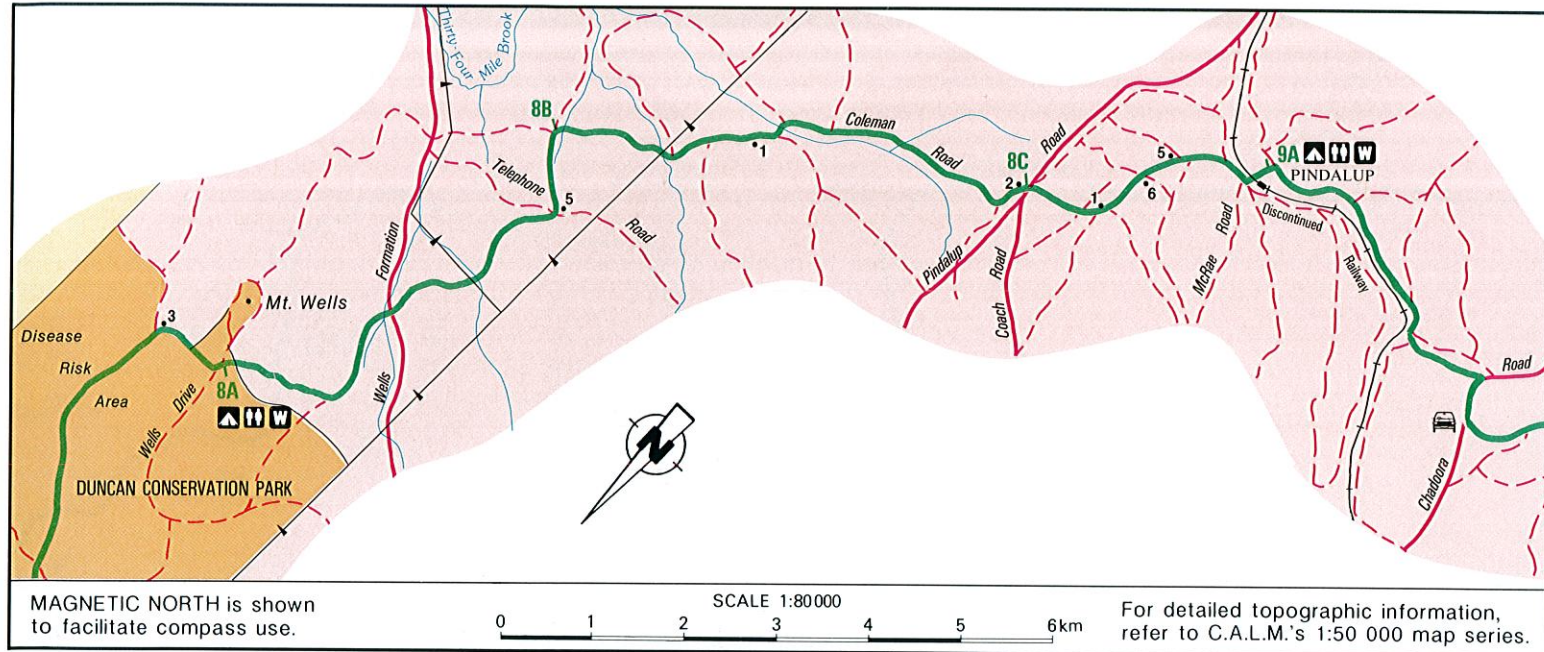 Thirty-Four
Mile Brook
8B
Coleman
Road
1
Telephone
Road
5
Formation
Wells
Mt. Wells
3
Disease
Risk
Area
8A
W
Wells
Drive
DUNCAN CONSERVATION PARK
2
8C
Road
Pindalup
Coach
Road
1
5
6
9A
W
PINDALUP
McRae
Road
Discontinued
Railway
Road
Chadoora
N
MAGNETIC NORTH is shown
to facilitate compass use.
SCALE 1:80 000
0 1 2 3 4 5 6km
For detailed topographic information,
refer to C.A.L.M.'s 1:50 000 map series.